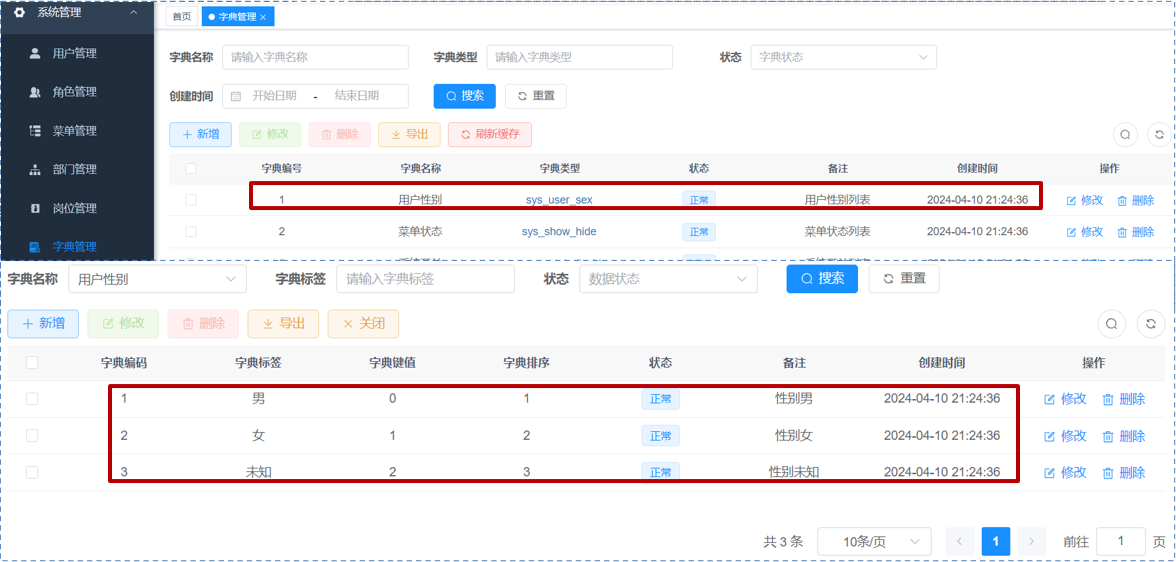 系统管理
首页
字典管理 ×
用户管理
角色管理
菜单管理
部门管理
岗位管理
字典管理
字典名称 请输入字典名称 字典类型 请输入字典类型 状态 字典状态
创建时间 开始日期 - 结束日期 搜索 重置
+ 新增 修改 删除 导出 刷新缓存
字典编号 字典名称 字典类型 状态 备注 创建时间 操作
1 用户性别 sys_user_sex 正常 用户性别列表 2024-04-10 21:24:36 修改 删除
2 菜单状态 sys_show_hide 正常 菜单状态列表 2024-04-10 21:24:36 修改 删除
字典名称 用户性别 字典标签 请输入字典标签 状态 数据状态 搜索 重置
+ 新增 修改 删除 导出 × 关闭
字典编码 字典标签 字典键值 字典排序 状态 备注 创建时间 操作
1 男 0 1 正常 性别男 2024-04-10 21:24:36 修改 删除
2 女 1 2 正常 性别女 2024-04-10 21:24:36 修改 删除
3 未知 2 3 正常 性别未知 2024-04-10 21:24:36 修改 删除
共 3 条 10条/页 < 1 > 前往 1 页